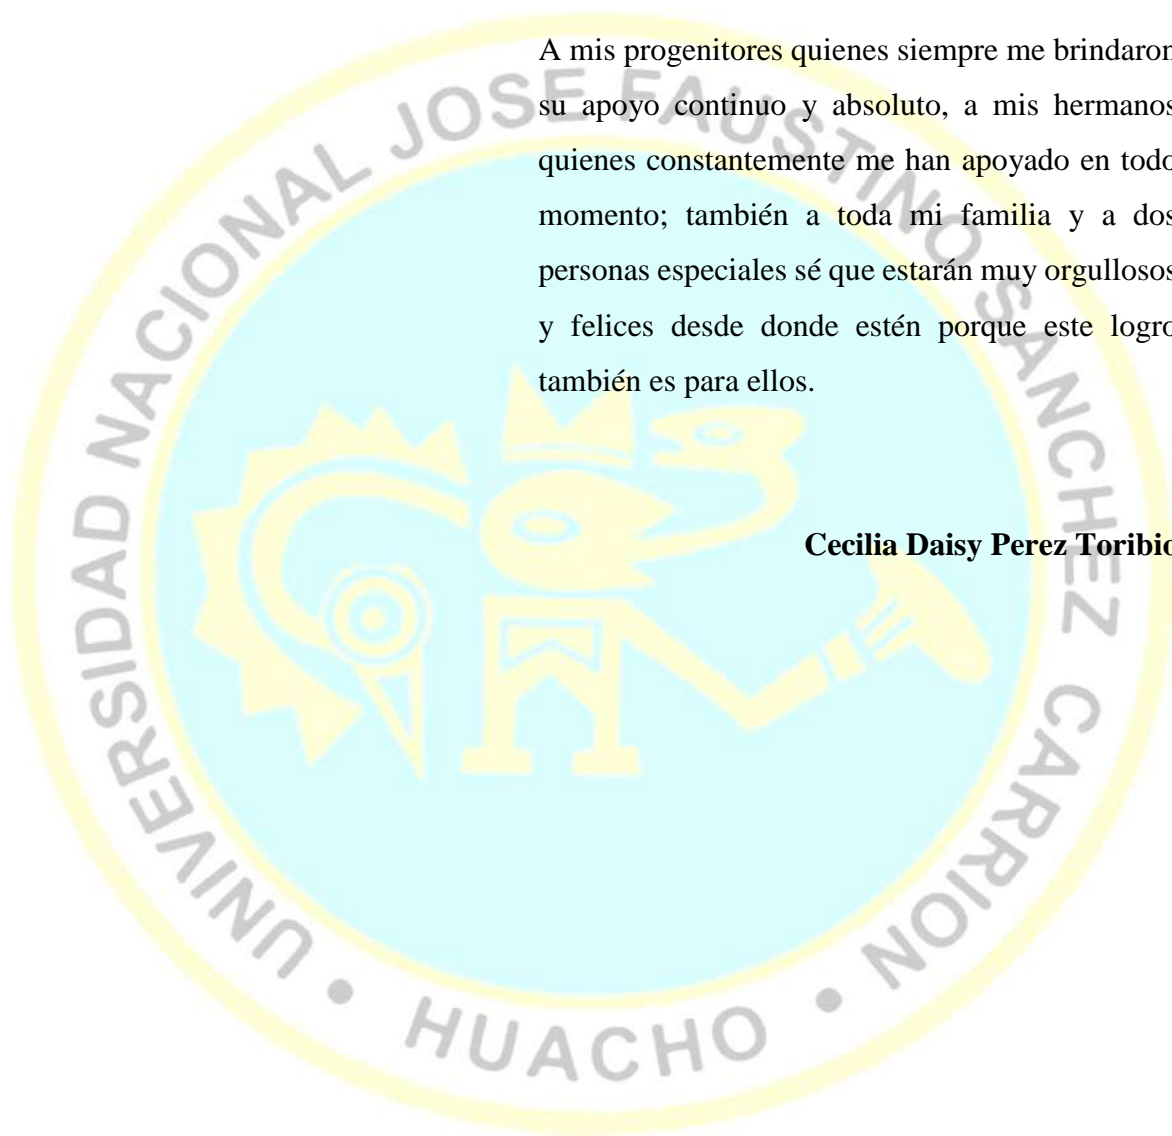 A mis progenitores quienes siempre me brindaron
su apoyo continuo y absoluto, a mis hermanos
quienes constantemente me han apoyado en todo
momento; también a toda mi familia y a dos
personas especiales sé que estarán muy orgullosos
y felices desde donde estén porque este logro
también es para ellos.
Cecilia Daisy Perez Toribio
UNIVERSIDAD NACIONAL JOSE FAUSTINO SANCHEZ CARRION
• HUACHO •